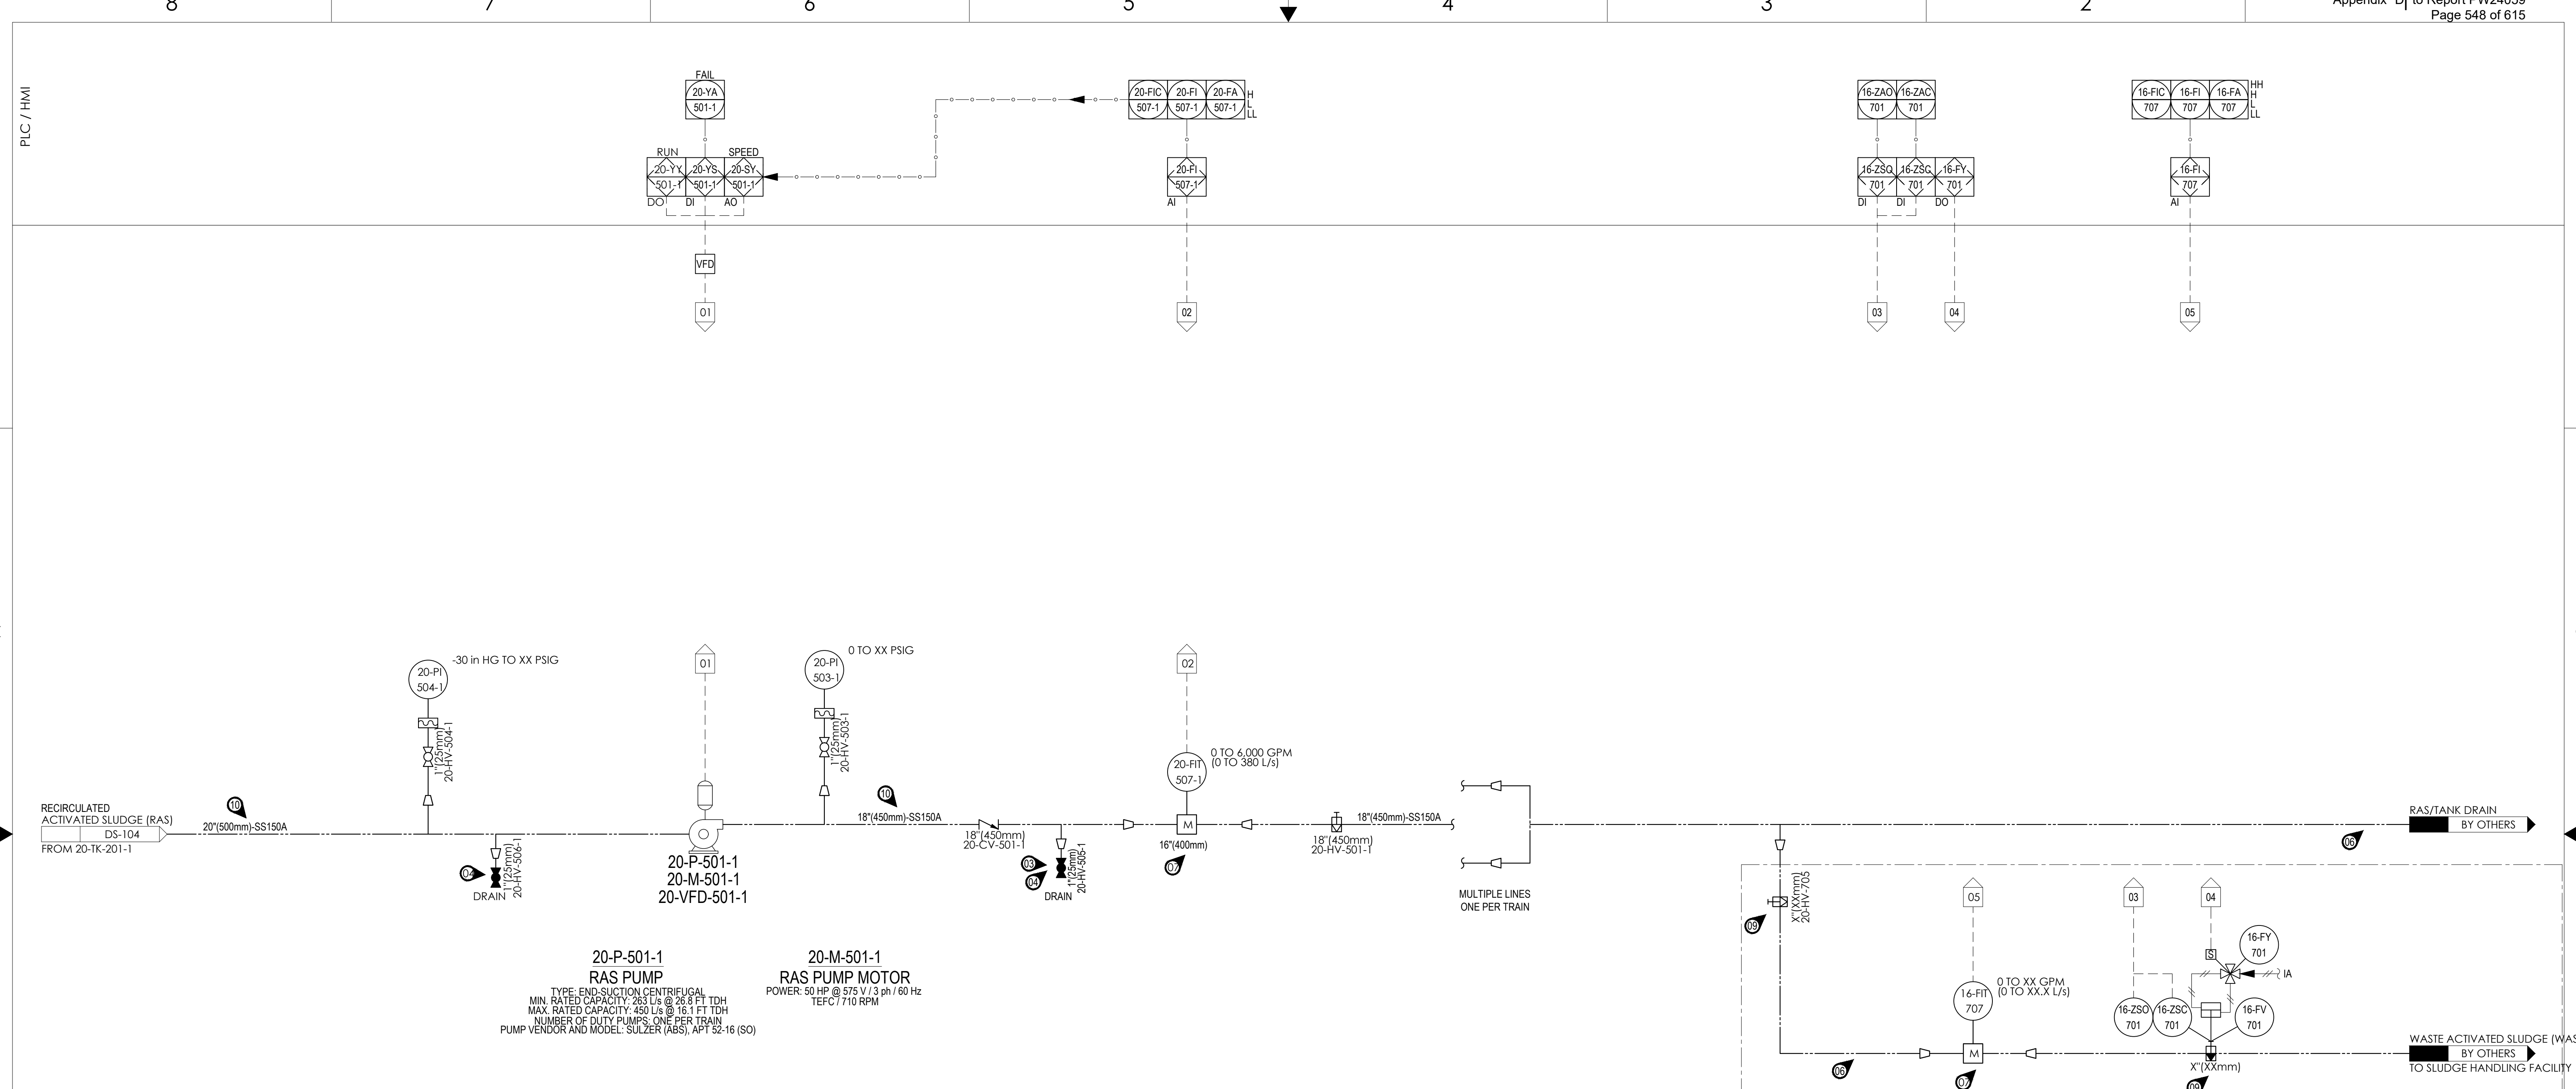 8 7 6 5 4 3 2
Appendix "D" to Report PW24059
Page 548 of 615
PLC / HMI
FAIL
20-YA
501-1
RUN
SPEED
20-YY
501-1
20-YS
501-1
20-SY
501-1
DO
DI
AO
VFD
01
20-FIC
507-1
20-FI
507-1
20-FA
507-1
H
L
LL
20-FI
507-1
AI
02
16-ZAO
701
16-ZAC
701
16-ZSO
701
16-ZSC
701
16-FY
701
DI
DI
DO
03
04
16-FIC
707
16-FI
707
16-FA
707
HH
H
L
LL
16-FI
707
AI
05
RECIRCULATED
ACTIVATED SLUDGE (RAS)
DS-104
FROM 20-TK-201-1
10
20"(500mm)-SS150A
20-PI
504-1
-30 in HG TO XX PSIG
1"(25mm)
20-HV-504-1
04
1"(25mm)
20-HV-506-1
DRAIN
01
20-P-501-1
20-M-501-1
20-VFD-501-1
20-PI
503-1
0 TO XX PSIG
1"(25mm)
20-HV-503-1
10
18"(450mm)-SS150A
18"(450mm)
20-CV-501-1
03
04
1"(25mm)
20-HV-505-1
DRAIN
02
20-FIT
507-1
0 TO 6,000 GPM
(0 TO 380 L/s)
M
16"(400mm)
07
18"(450mm)
20-HV-501-1
18"(450mm)-SS150A
MULTIPLE LINES
ONE PER TRAIN
RAS/TANK DRAIN
BY OTHERS
06
X"(XXmm)
20-HV-705
09
05
16-FIT
707
0 TO XX GPM
(0 TO XX.X L/s)
M
06
07
03
04
16-ZSO
701
16-ZSC
701
S
16-FY
701
IA
16-FV
701
X"(XXmm)
09
WASTE ACTIVATED SLUDGE (WAS
BY OTHERS
TO SLUDGE HANDLING FACILITY
20-P-501-1
RAS PUMP
TYPE: END-SUCTION CENTRIFUGAL
MIN. RATED CAPACITY: 263 L/s @ 26.8 FT TDH
MAX. RATED CAPACITY: 450 L/s @ 16.1 FT TDH
NUMBER OF DUTY PUMPS: ONE PER TRAIN
PUMP VENDOR AND MODEL: SULZER (ABS), APT 52-16 (SO)
20-M-501-1
RAS PUMP MOTOR
POWER: 50 HP @ 575 V / 3 ph / 60 Hz
TEFC / 710 RPM